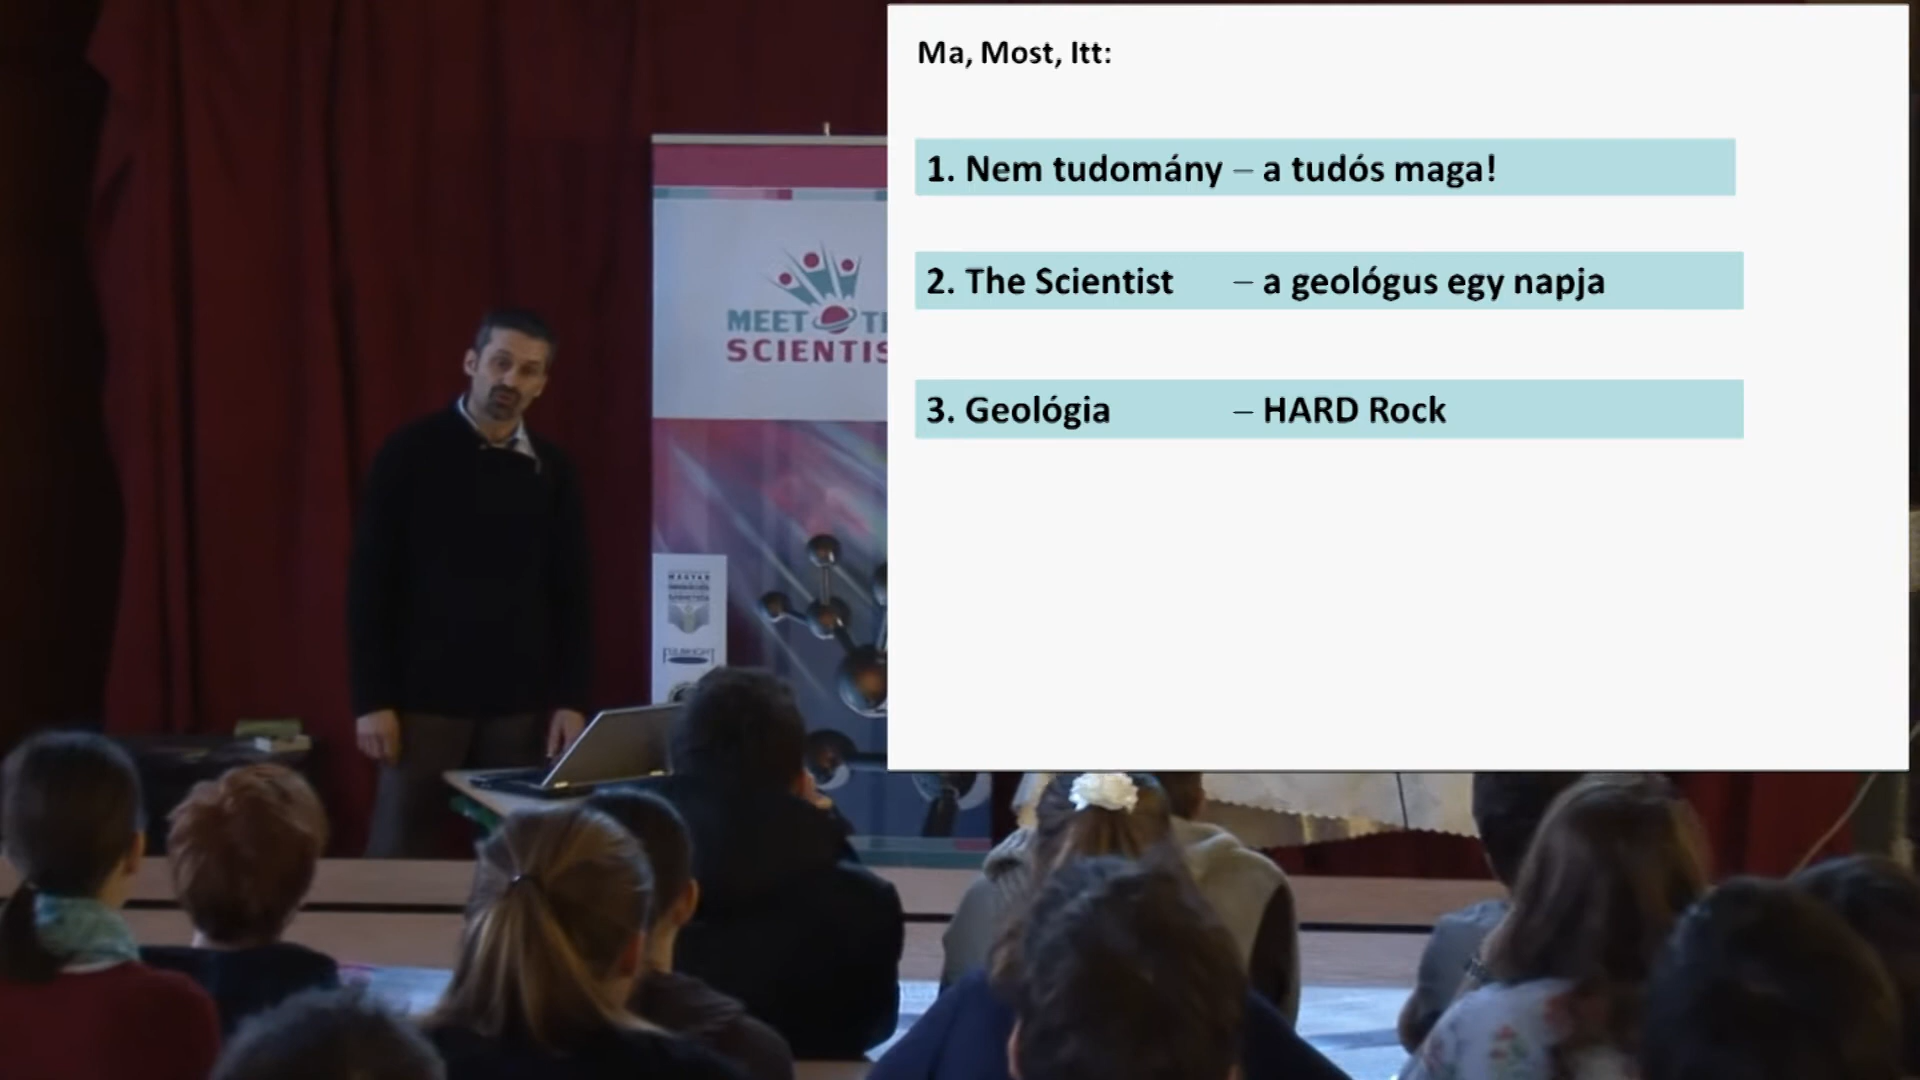 Ma, Most, Itt:
1. Nem tudomány – a tudós maga!
2. The Scientist – a geológus egy napja
3. Geológia – HARD Rock
MEET
SCIENTIS
MAGYAR